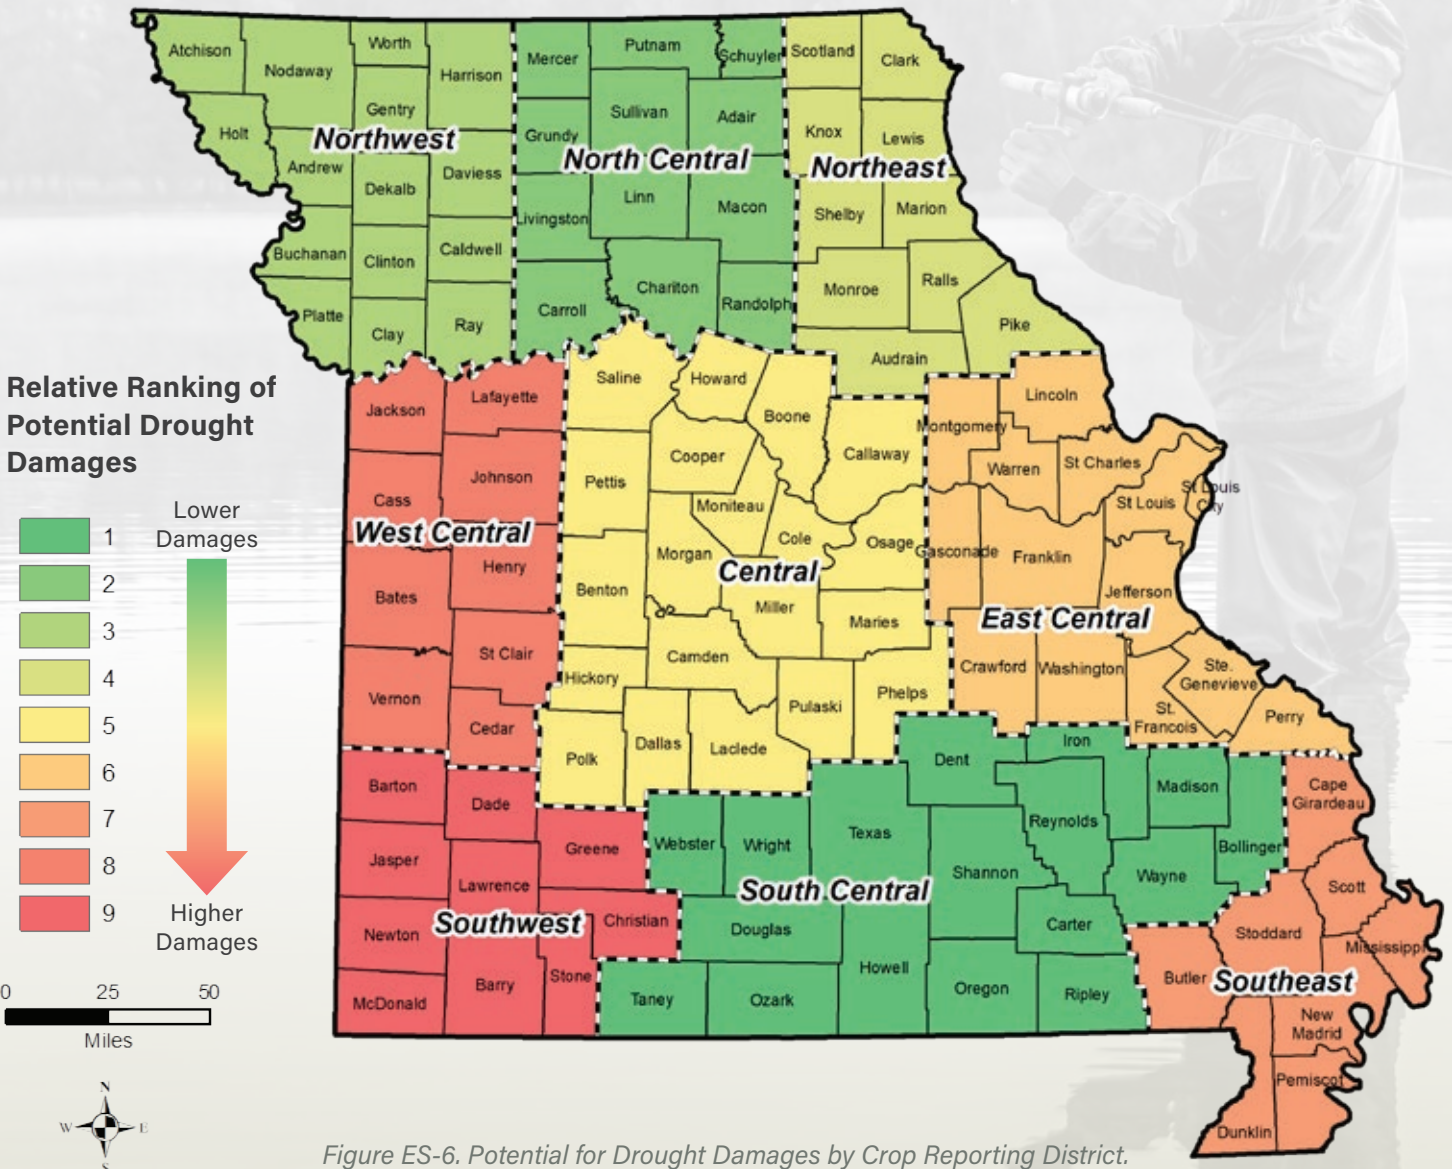 Atchison
Nodaway
Worth
Harrison
Gentry
Holt
Northwest
Andrew
Dekalb
Daviess
Buchanan
Clinton
Caldwell
Platte
Clay
Ray
Mercer
Putnam
Schuyler
Sullivan
Adair
Grundy
North Central
Linn
Macon
Livingston
Carroll
Chariton
Randolph
Scotland
Clark
Knox
Lewis
Northeast
Shelby
Marion
Monroe
Ralls
Pike
Audrain
Relative Ranking of
Potential Drought
Damages
Lower
Damages
1
2
3
4
5
6
7
8
9
Higher
Damages
0 25 50
Miles
N
W E
S
Jackson
Lafayette
Cass
Johnson
West Central
Henry
Bates
St Clair
Vernon
Cedar
Saline
Howard
Boone
Cooper
Callaway
Pettis
Moniteau
Morgan
Cole
Osage
Central
Benton
Miller
Maries
Camden
Hickory
Pulaski
Phelps
Polk
Dallas
Laclede
Lincoln
Montgomery
Warren
St Charles
St Louis
St Louis
City
Gasconade
Franklin
Jefferson
East Central
Crawford
Washington
Ste.
Genevieve
St.
Francois
Perry
Barton
Dade
Greene
Jasper
Lawrence
Southwest
Christian
Newton
Stone
Barry
McDonald
Dent
Iron
Madison
Reynolds
Texas
Webster
Wright
Bollinger
Shannon
Wayne
South Central
Douglas
Carter
Howell
Taney
Ozark
Oregon
Ripley
Cape
Girardeau
Scott
Stoddard
Mississippi
Butler
Southeast
New
Madrid
Pemiscot
Dunklin
Figure ES-6. Potential for Drought Damages by Crop Reporting District.